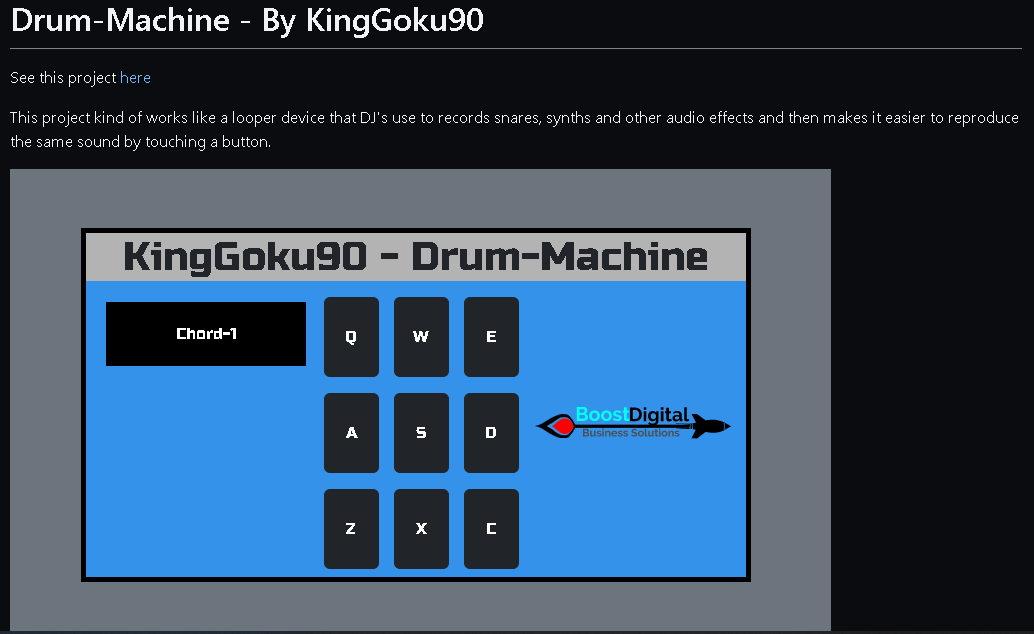 Drum-Machine - By KingGoku90
See this project here
This project kind of works like a looper device that DJ's use to records snares, synths and other audio effects and then makes it easier to reproduce
the same sound by touching a button.
KingGoku90 - Drum-Machine
Chord-1
Q W E
A S D
Z X C
BoostDigital
Business Solutions